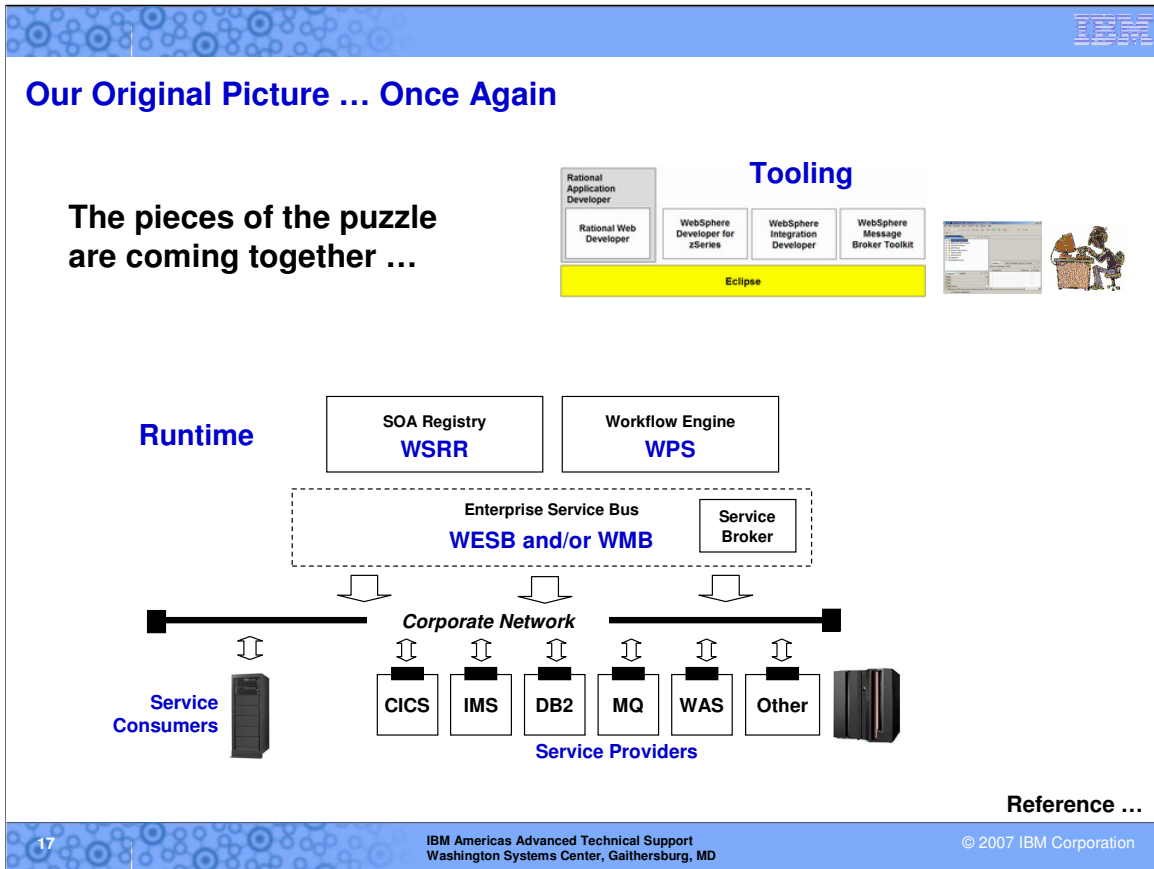 IBM
Our Original Picture … Once Again
The pieces of the puzzle
are coming together …
Tooling
Rational
Application
Developer
Rational Web
Developer
WebSphere
Developer for
zSeries
WebSphere
Integration
Developer
WebSphere
Message
Broker Toolkit
Eclipse
Runtime
SOA Registry
WSRR
Workflow Engine
WPS
Enterprise Service Bus
WESB and/or WMB
Service
Broker
Corporate Network
Service
Consumers
CICS
IMS
DB2
MQ
WAS
Other
Service Providers
Reference …
17
IBM Americas Advanced Technical Support
Washington Systems Center, Gaithersburg, MD
© 2007 IBM Corporation